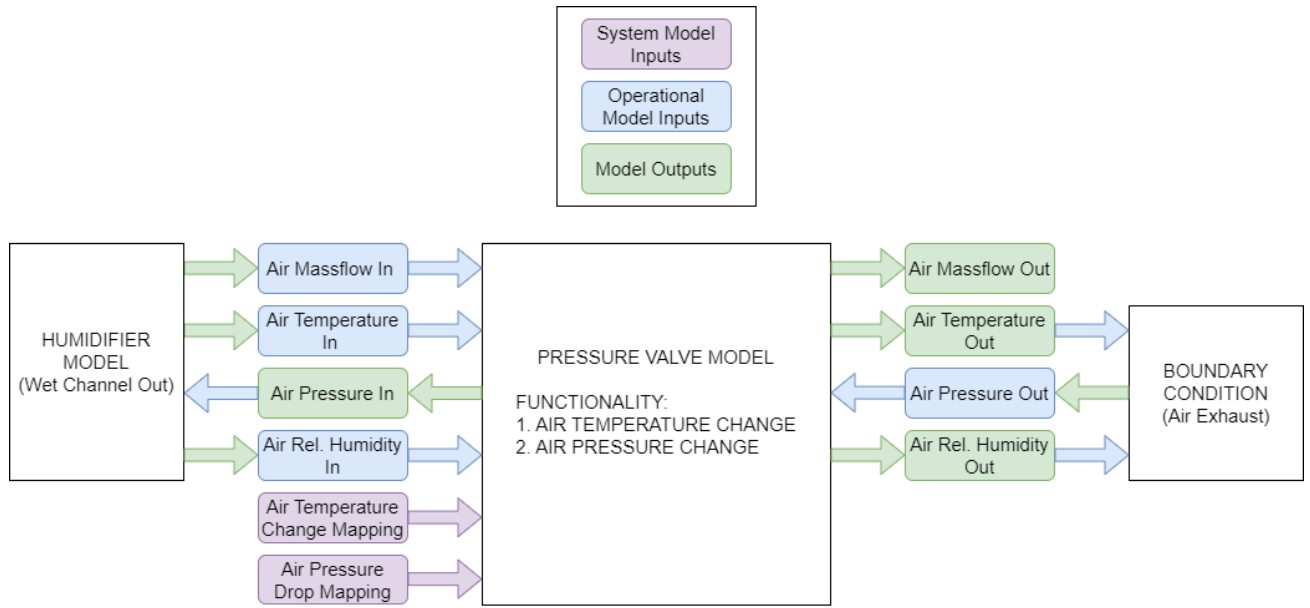 System Model
Inputs
Operational
Model Inputs
Model Outputs
HUMIDIFIER
MODEL
(Wet Channel Out)
Air Massflow In
Air Temperature
In
Air Pressure In
Air Rel. Humidity
In
Air Temperature
Change Mapping
Air Pressure
Drop Mapping
PRESSURE VALVE MODEL
FUNCTIONALITY:
1. AIR TEMPERATURE CHANGE
2. AIR PRESSURE CHANGE
Air Massflow Out
Air Temperature
Out
Air Pressure Out
Air Rel. Humidity
Out
BOUNDARY
CONDITION
(Air Exhaust)